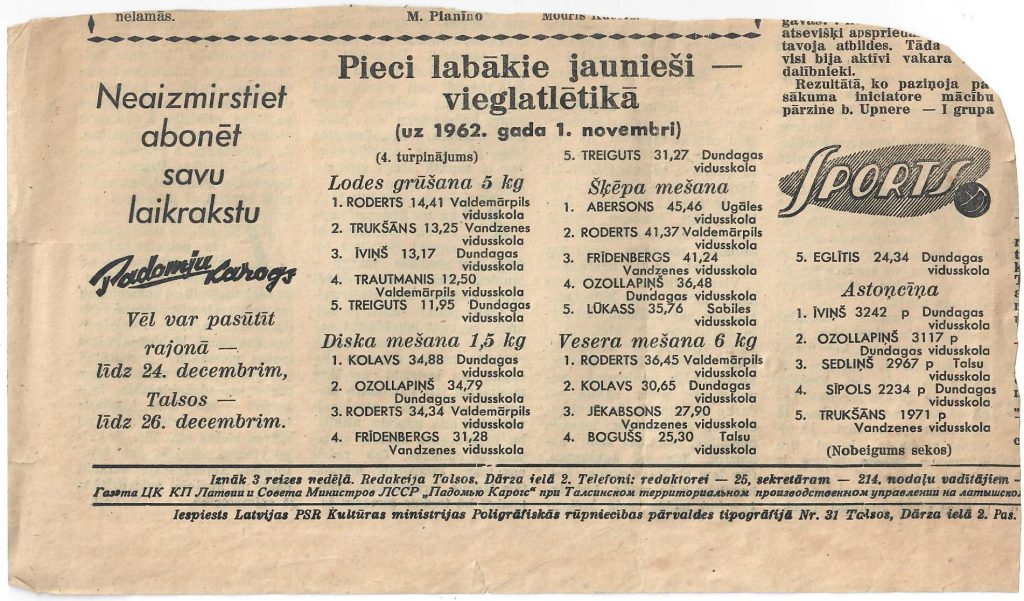 nelamās.
M. Planīno
Neaizmirstiet
abonēt
savu
laikrakstu
Padomju Karogs
Vēl var pasūtīt
rajonā —
līdz 24. decembrim,
Talsos —
līdz 26. decembrim.
Pieci labākie jaunieši —
vieglatlētikā
(uz 1962. gada 1. novembri)
(4. turpinājums)
Lodes grūšana 5 kg
1. RODERTS 14,41 Valdemārpils
vidusskola
2. TRUKŠĀNS 13,25 Vandzenes
vidusskola
3. ĪVIŅŠ 13,17 Dundagas
vidusskola
4. TRAUTMANIS 12,50
Valdemārpils vidusskola
5. TREIGUTS 11,95 Dundagas
vidusskola
Diska mešana 1,5 kg
1. KOLAVS 34,88 Dundagas
vidusskola
2. OZOLLAPIŅŠ 34,79
Dundagas vidusskola
3. RODERTS 34,34 Valdemārpils
vidusskola
4. FRĪDENBERGS 31,28
Vandzenes vidusskola
5. TREIGUTS 31,27 Dundagas
vidusskola
Šķēpa mešana
1. ABERSONS 45,46 Ugāles
vidusskola
2. RODERTS 41,37 Valdemārpils
vidusskola
3. FRĪDENBERGS 41,24
Vandzenes vidusskola
4. OZOLLAPIŅŠ 36,48
Dundagas vidusskola
5. LŪKASS 35,76 Sabiles
vidusskola
Vesera mešana 6 kg
1. RODERTS 36,45 Valdemārpils
vidusskola
2. KOLAVS 30,65 Dundagas
vidusskola
3. JĒKABSONS 27,90
Vandzenes vidusskola
4. BOGUŠS 25,30 Talsu
vidusskola
atsevišķi
tavoja atbildes. Tāda
visi bija aktīvi vakara
dalībnieki.
Rezultātā, ko paziņoja
sākuma iniciatore mācību
pārzine b. Upnere — I grupa
SPORTS
5. EGLĪTIS 24,34 Dundagas
vidusskola
Astoņcīņa
1. ĪVIŅŠ 3242 p Dundagas
vidusskola
2. OZOLLAPIŅŠ 3117 p
Dundagas vidusskola
3. SEDLIŅŠ 2967 p Talsu
vidusskola
4. SĪPOLS 2234 p Dundagas
vidusskola
5. TRUKŠĀNS 1971 p
Vandzenes vidusskola
(Nobeigums sekos)
Iznāk 3 reizes nedēļā. Redakcija Talsos, Dārza ielā 2. Telefoni: redaktorei — 25, sekretāram — 214, nodaļu vadītājiem —
Газета ЦК КП Латвии и Совета Министров ЛССР „Падомью Карогс" при Талсинском территориальном производственном управлении на
Iespiests Latvijas PSR Kultūras ministrijas Poligrāfiskās rūpniecības pārvaldes tipogrāfijā Nr. 31 Talsos, Dārza ielā 2. Pas.